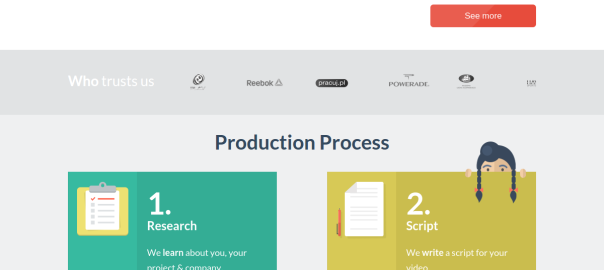 See more
Who trusts us
Reebok
pracuj.pl
POWERADE
Production Process
1.
Research
We learn about you, your
project & company
2.
Script
We write a script for your
video